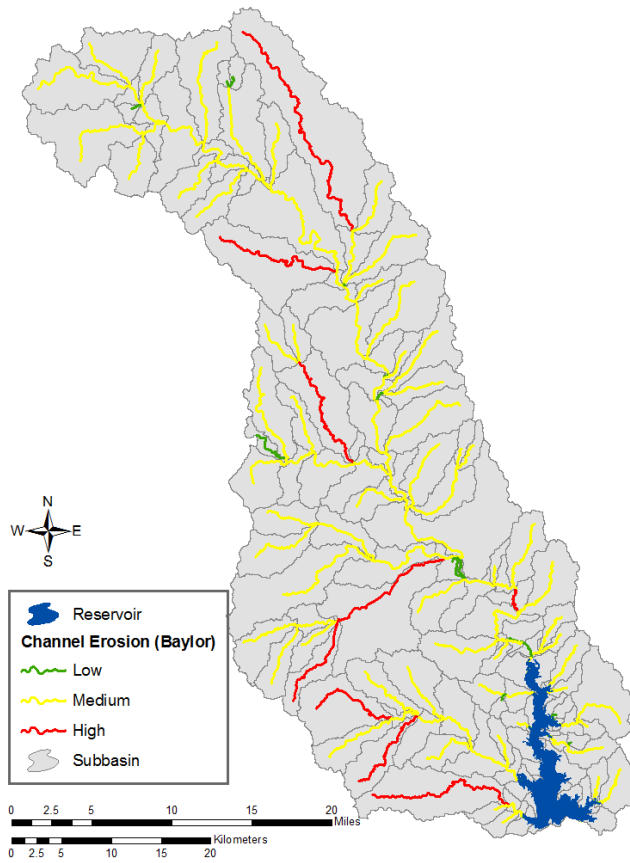 N
W E
S
Reservoir
Channel Erosion (Baylor)
Low
Medium
High
Subbasin
0 2.5 5 10 15 20
Miles
Kilometers
0 2.5 5 10 15 20